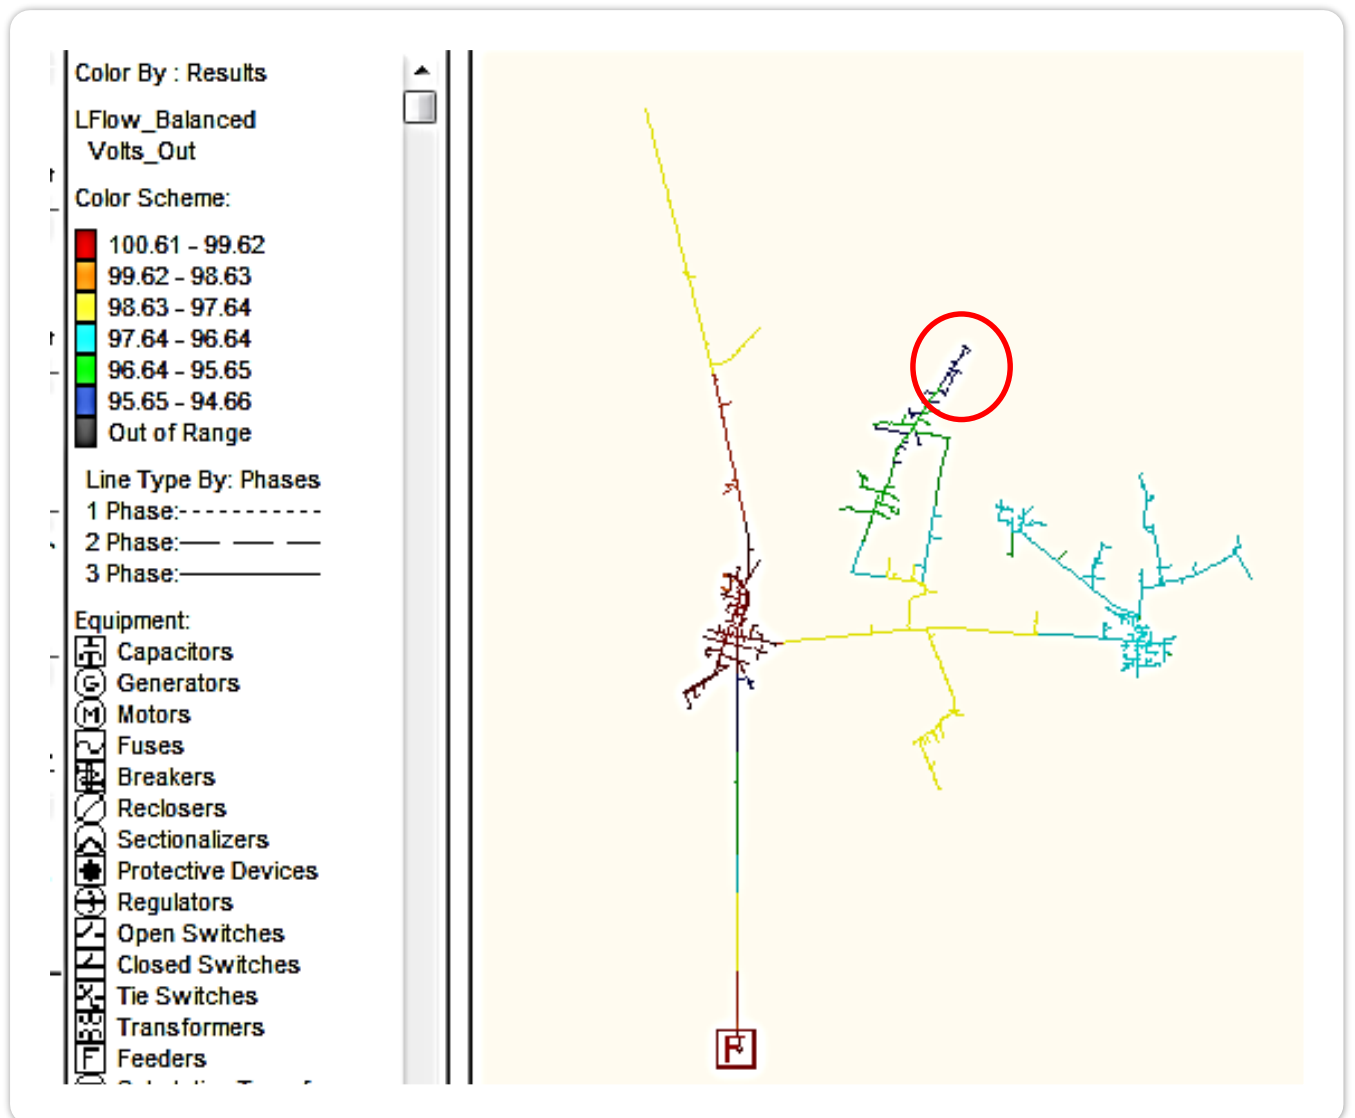 Color By : Results
LFlow_Balanced
Volts_Out
Color Scheme:
100.61 - 99.62
99.62 - 98.63
98.63 - 97.64
97.64 - 96.64
96.64 - 95.65
95.65 - 94.66
Out of Range
Line Type By: Phases
1 Phase:
2 Phase:
3 Phase:
Equipment:
Capacitors
G Generators
M Motors
Fuses
Breakers
Reclosers
Sectionalizers
Protective Devices
Regulators
Open Switches
Closed Switches
Tie Switches
Transformers
F Feeders
F